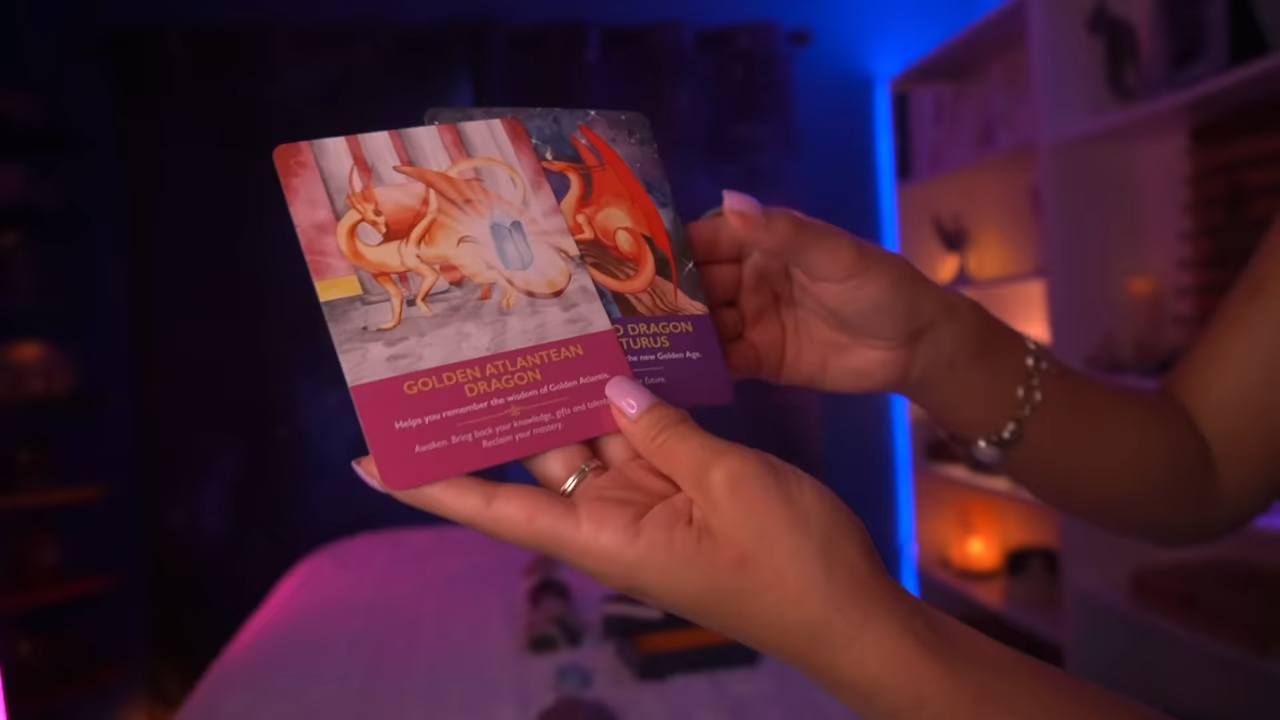 GOLDEN ATLANTEAN
DRAGON
Helps you remember the wisdom of Golden Atlantis.
Awaken. Bring back your knowledge, gifts and talents.
Reclaim your mastery.
DRAGON
TURUS
the new Golden Age.
future.